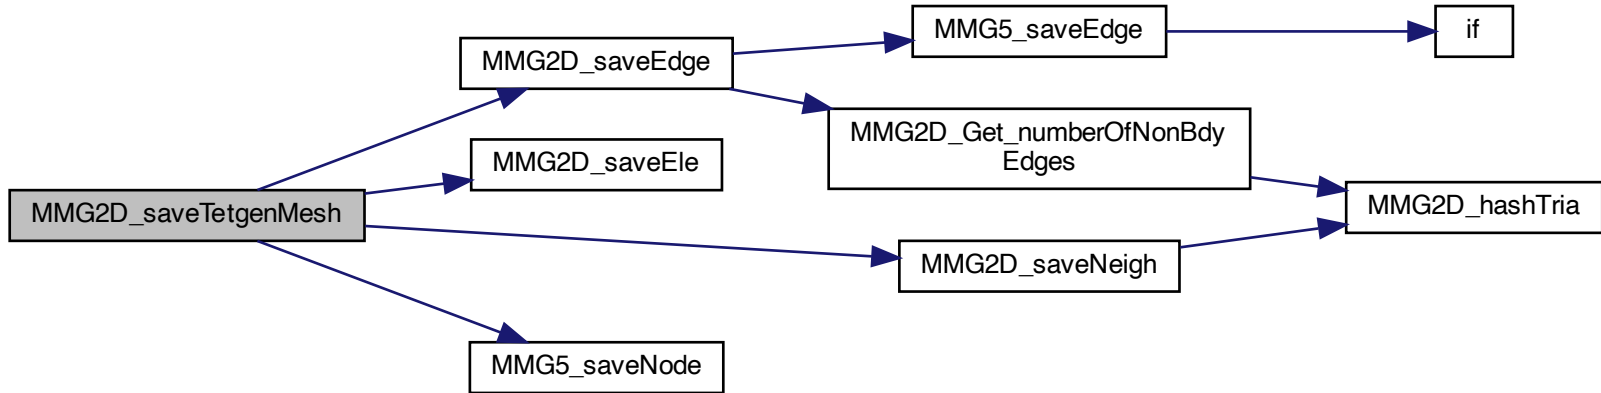 MMG2D_saveTetgenMesh
MMG2D_saveEdge
MMG2D_saveEle
MMG5_saveNode
MMG5_saveEdge
MMG2D_Get_numberOfNonBdy
Edges
MMG2D_saveNeigh
if
MMG2D_hashTria